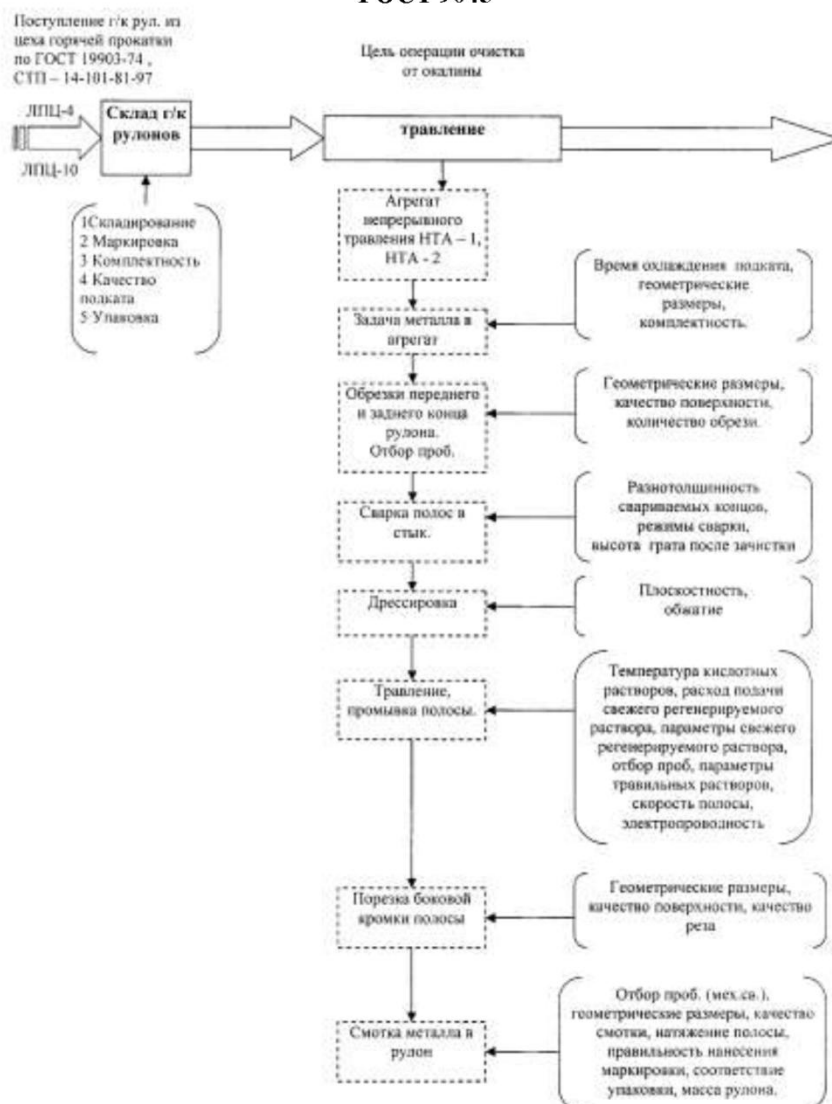 ГОСТ 9045
Поступление г/к рул. из
цеха горячей прокатки
по ГОСТ 19903-74 ,
СТП – 14-101-81-97
Цель операции очистка
от окалины
ЛПЦ-4
ЛПЦ-10
Склад г/к
рулонов
травление
1Складирование
2 Маркировка
3 Комплектность
4 Качество
подката
5 Упаковка
Агрегат
непрерывного
травления НТА – 1,
НТА - 2
Задача металла в
агрегат
Время охлаждения подката,
геометрические
размеры,
комплектность.
Обрезки переднего
и заднего конца
рулона.
Отбор проб.
Геометрические размеры,
качество поверхности,
количество обрези.
Сварка полос в
стык.
Разнотолщинность
свариваемых концов,
режимы сварки,
высота грата после зачистки
Дрессировка
Плоскостность,
обжатие
Травление,
промывка полосы.
Температура кислотных
растворов, расход подачи
свежего регенерируемого
раствора, параметры свежего
регенерируемого раствора,
отбор проб, параметры
травильных растворов,
скорость полосы,
электропроводность
Порезка боковой
кромки полосы
Геометрические размеры,
качество поверхности, качество
реза
Смотка металла в
рулон
Отбор проб. (мех.св.),
геометрические размеры, качество
смотки, натяжение полосы,
правильность нанесения
маркировки, соответствие
упаковки, масса рулона.